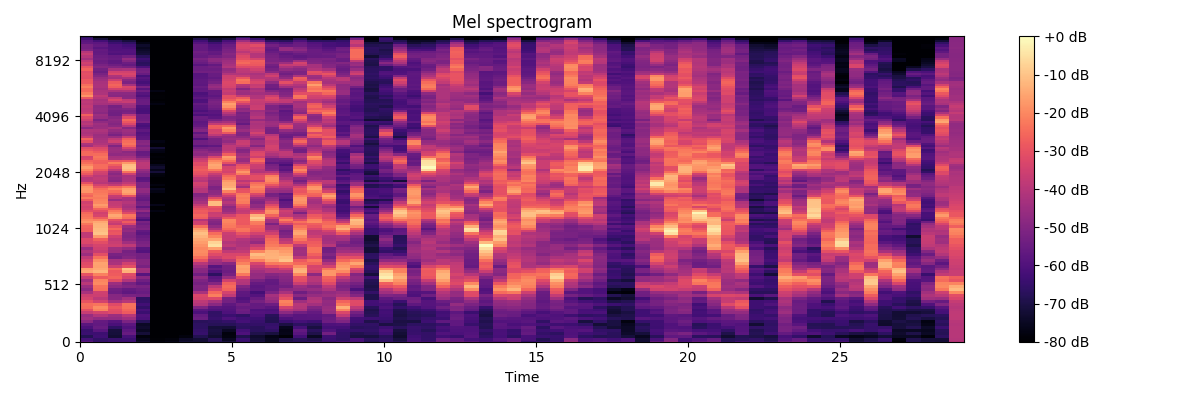 Mel spectrogram
8192
4096
2048
1024
512
0
Hz
0 5 10 15 20 25
Time
+0 dB
-10 dB
-20 dB
-30 dB
-40 dB
-50 dB
-60 dB
-70 dB
-80 dB